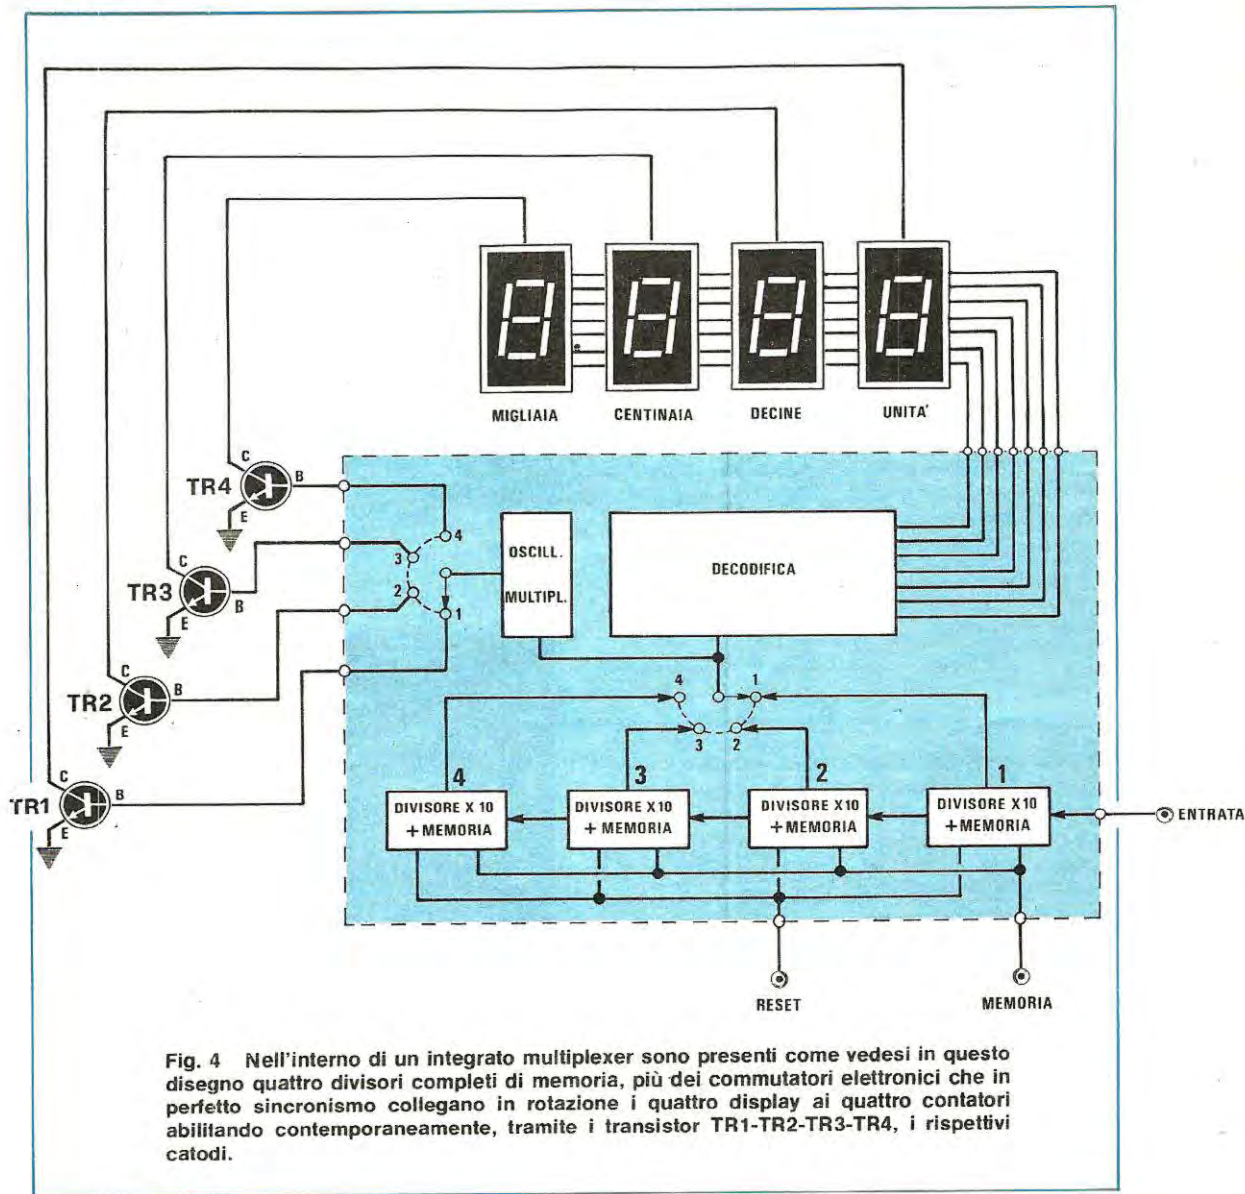 MIGLIAIA
CENTINAIA
DECINE
UNITA'
C
B
E
TR4
C
B
E
TR3
C
B
E
TR2
C
B
E
TR1
4
3
2
1
OSCILL.
MULTIPL.
DECODIFICA
4
1
3
2
4
3
2
1
DIVISORE X 10
+ MEMORIA
DIVISORE X 10
+ MEMORIA
DIVISORE X 10
+ MEMORIA
DIVISORE X 10
+ MEMORIA
ENTRATA
RESET
MEMORIA
Fig. 4 Nell'interno di un integrato multiplexer sono presenti come vedesi in questo
disegno quattro divisori completi di memoria, più dei commutatori elettronici che in
perfetto sincronismo collegano in rotazione i quattro display ai quattro contatori
abilitando contemporaneamente, tramite i transistor TR1-TR2-TR3-TR4, i rispettivi
catodi.